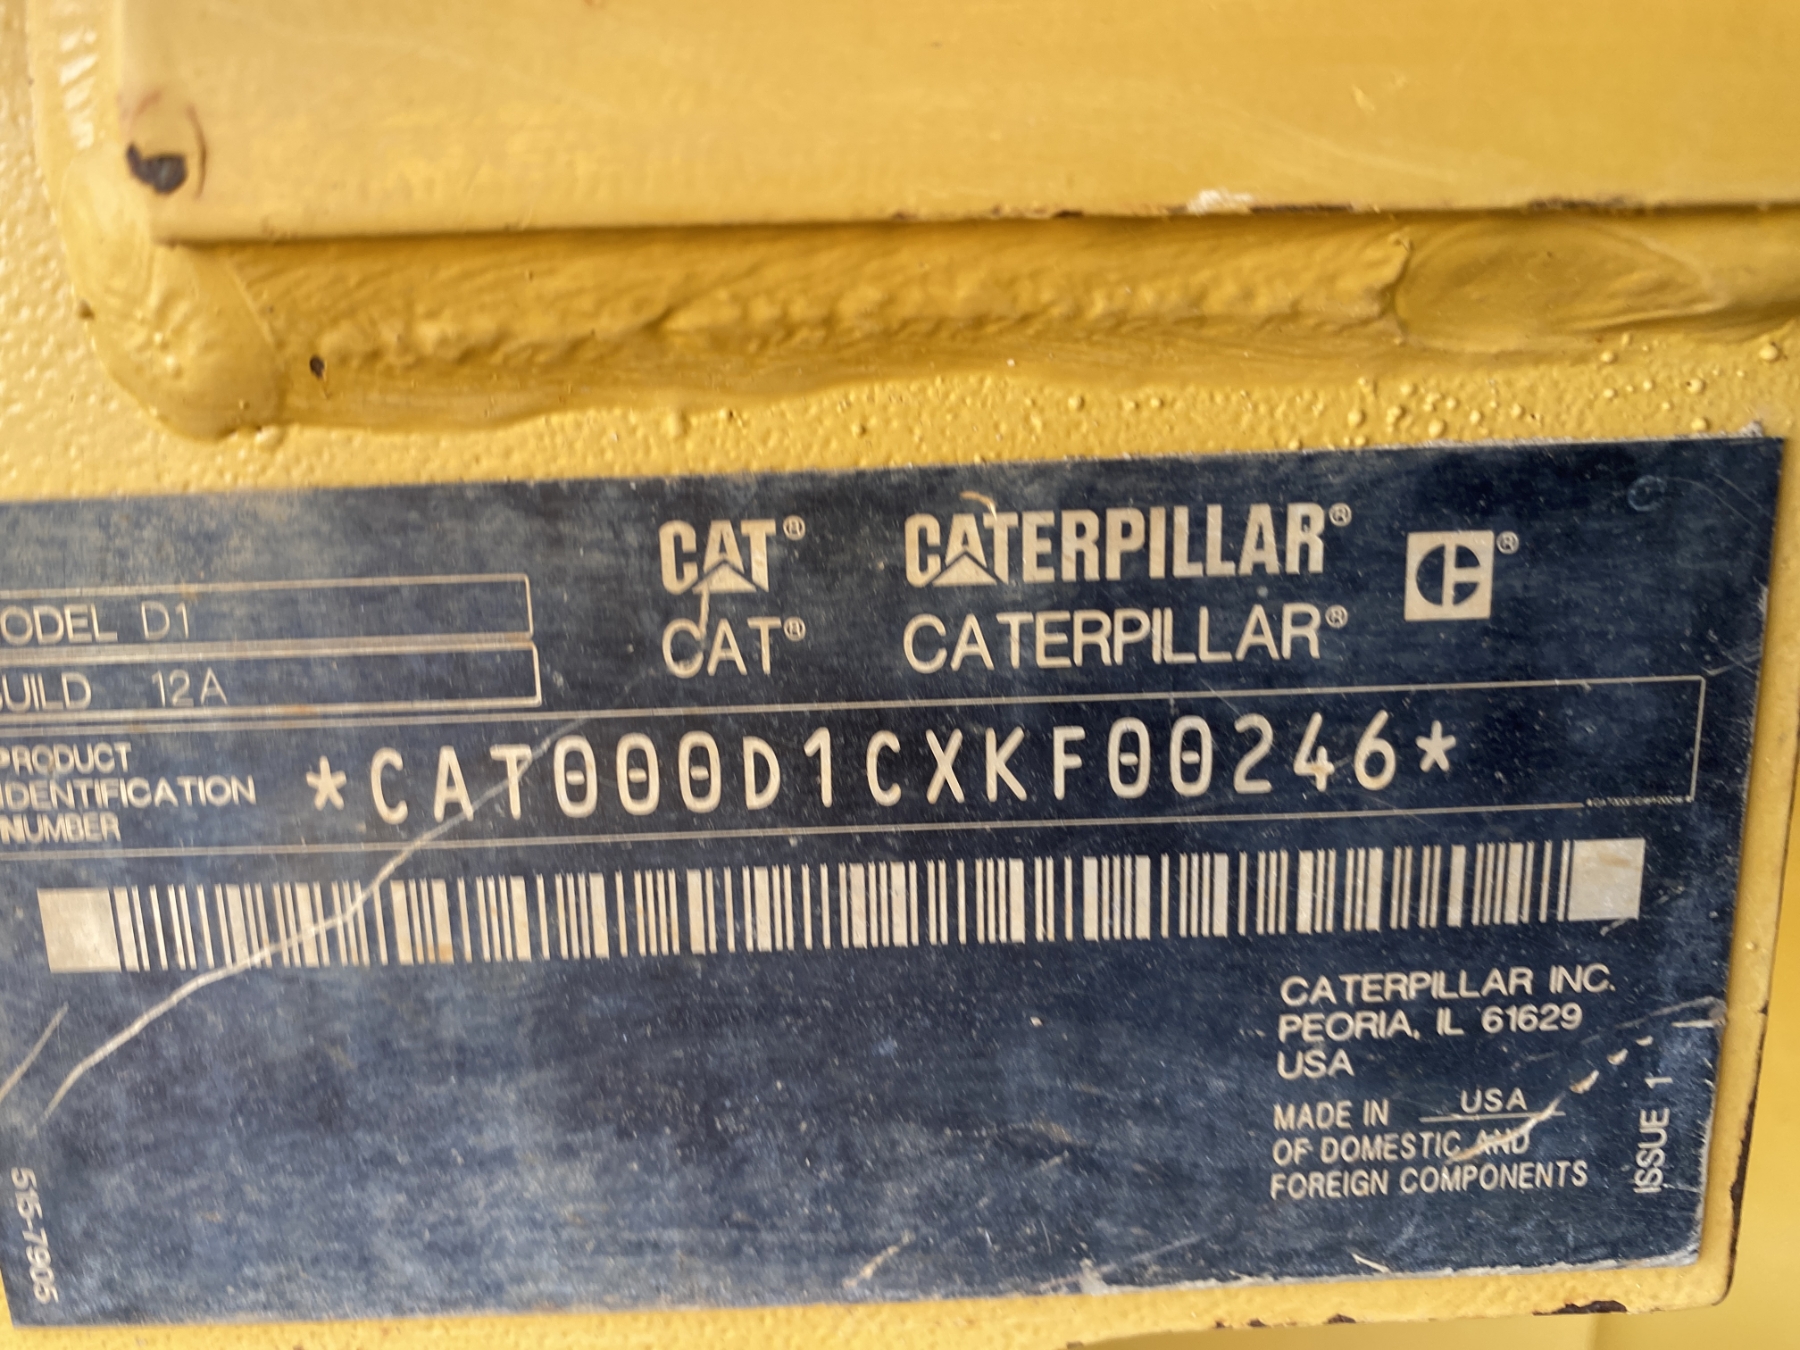 CAT® CATERPILLAR® C®
CAT® CATERPILLAR®
ODEL D1
UILD 12A
PRODUCT
IDENTIFICATION
NUMBER
*CAT000D1CXKF00246*
CATERPILLAR INC.
PEORIA, IL 61629
USA
MADE IN USA
OF DOMESTIC AND
FOREIGN COMPONENTS
ISSUE 1
515-7905